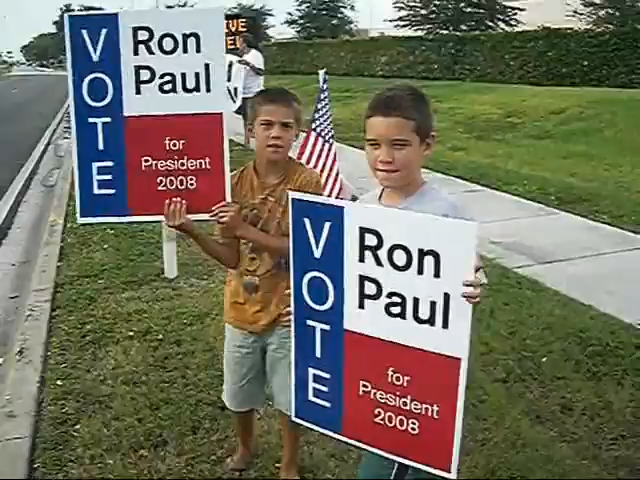 VOTE
Ron
Paul
for
President
2008
VOTE
Ron
Paul
for
President
2008